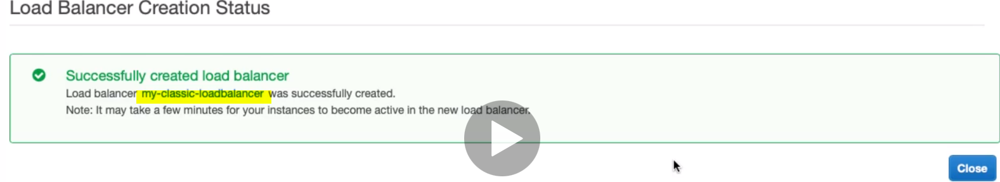 Load Balancer Creation Status
Successfully created load balancer
Load balancer my-classic-loadbalancer was successfully created.
Note: It may take a few minutes for your instances to become active in the new load balancer.
Close